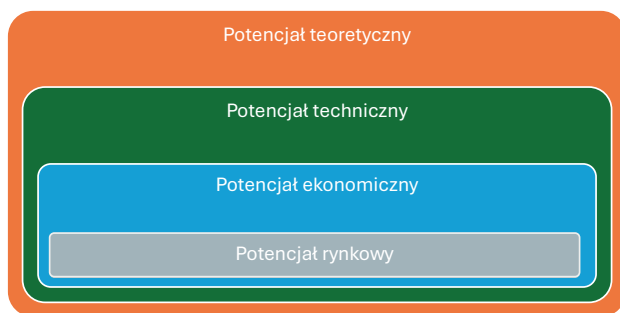 Potencjał teoretyczny
Potencjał techniczny
Potencjał ekonomiczny
Potencjał rynkowy